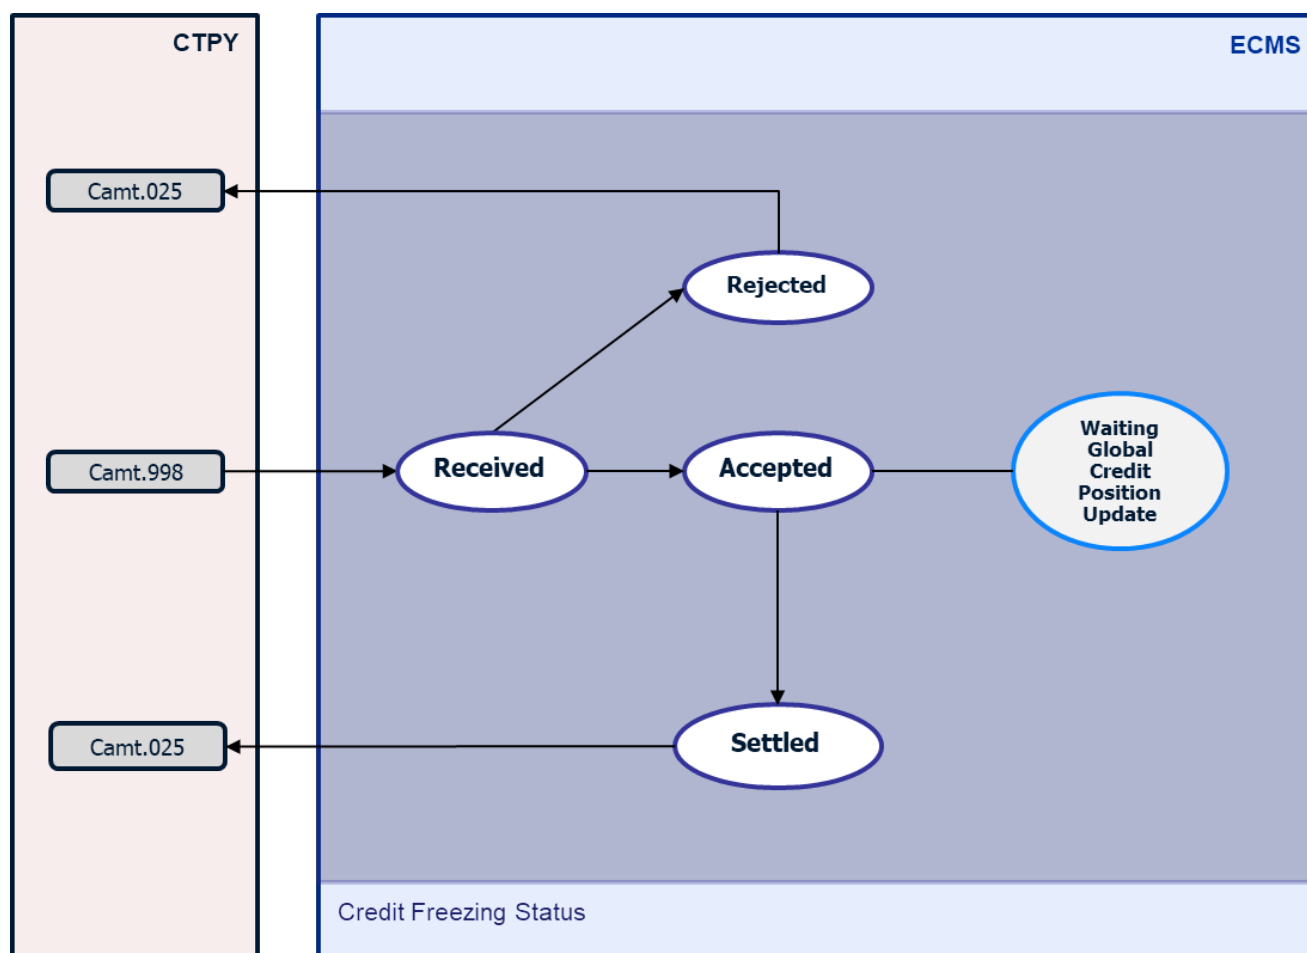 CTPY
ECMS
Camt.025
Rejected
Camt.998
Received
Accepted
Waiting
Global
Credit
Position
Update
Camt.025
Settled
Credit Freezing Status